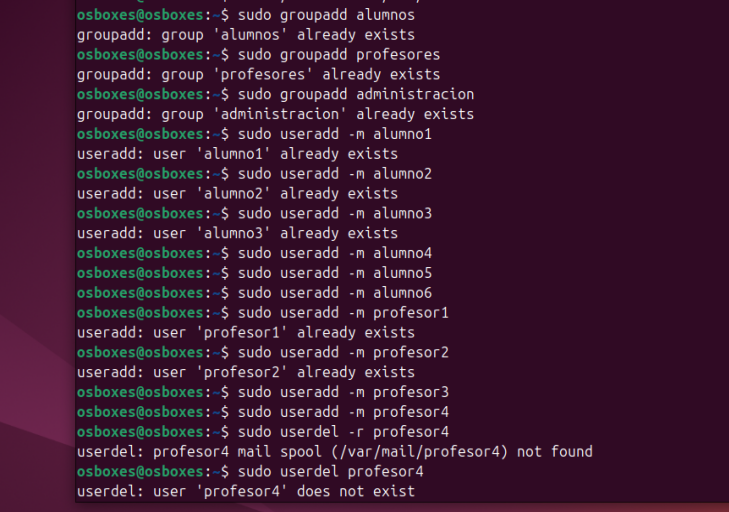 osboxes@osboxes:~$ sudo groupadd alumnos
groupadd: group 'alumnos' already exists
osboxes@osboxes:~$ sudo groupadd profesores
groupadd: group 'profesores' already exists
osboxes@osboxes:~$ sudo groupadd administracion
groupadd: group 'administracion' already exists
osboxes@osboxes:~$ sudo useradd -m alumno1
useradd: user 'alumno1' already exists
osboxes@osboxes:~$ sudo useradd -m alumno2
useradd: user 'alumno2' already exists
osboxes@osboxes:~$ sudo useradd -m alumno3
useradd: user 'alumno3' already exists
osboxes@osboxes:~$ sudo useradd -m alumno4
osboxes@osboxes:~$ sudo useradd -m alumno5
osboxes@osboxes:~$ sudo useradd -m alumno6
osboxes@osboxes:~$ sudo useradd -m profesor1
useradd: user 'profesor1' already exists
osboxes@osboxes:~$ sudo useradd -m profesor2
useradd: user 'profesor2' already exists
osboxes@osboxes:~$ sudo useradd -m profesor3
osboxes@osboxes:~$ sudo useradd -m profesor4
osboxes@osboxes:~$ sudo userdel -r profesor4
userdel: profesor4 mail spool (/var/mail/profesor4) not found
osboxes@osboxes:~$ sudo userdel profesor4
userdel: user 'profesor4' does not exist